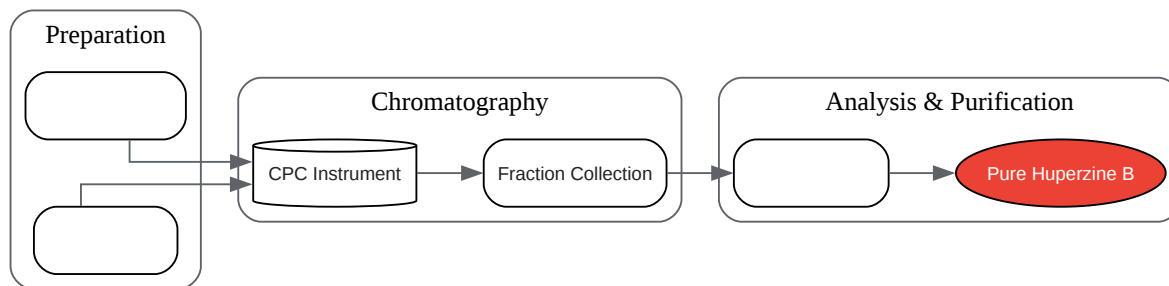 Preparation
Chromatography
CPC Instrument
Fraction Collection
Analysis & Purification
Pure Huperzine B